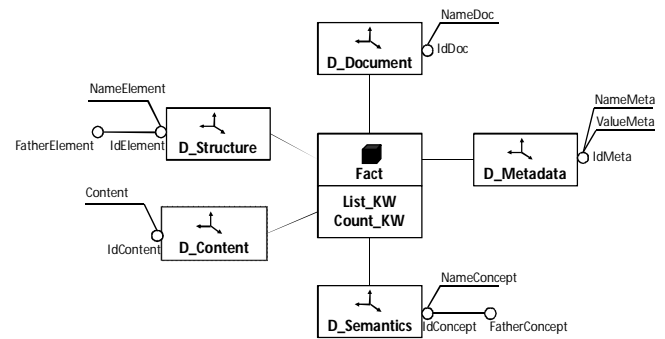 NameDoc
IdDoc
D_Document
NameElement
FatherElement
IdElement
D_Structure
Fact
List_KW
Count_KW
NameMeta
ValueMeta
IdMeta
D_Metadata
Content
IdContent
D_Content
NameConcept
IdConcept
FatherConcept
D_Semantics